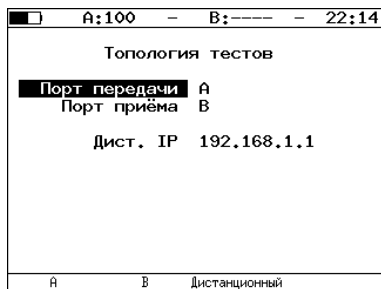 A:100 – B:---- – 22:14
Топология тестов
Порт передачи A
Порт приёма B
Дист. IP 192.168.1.1
A B Дистанционный